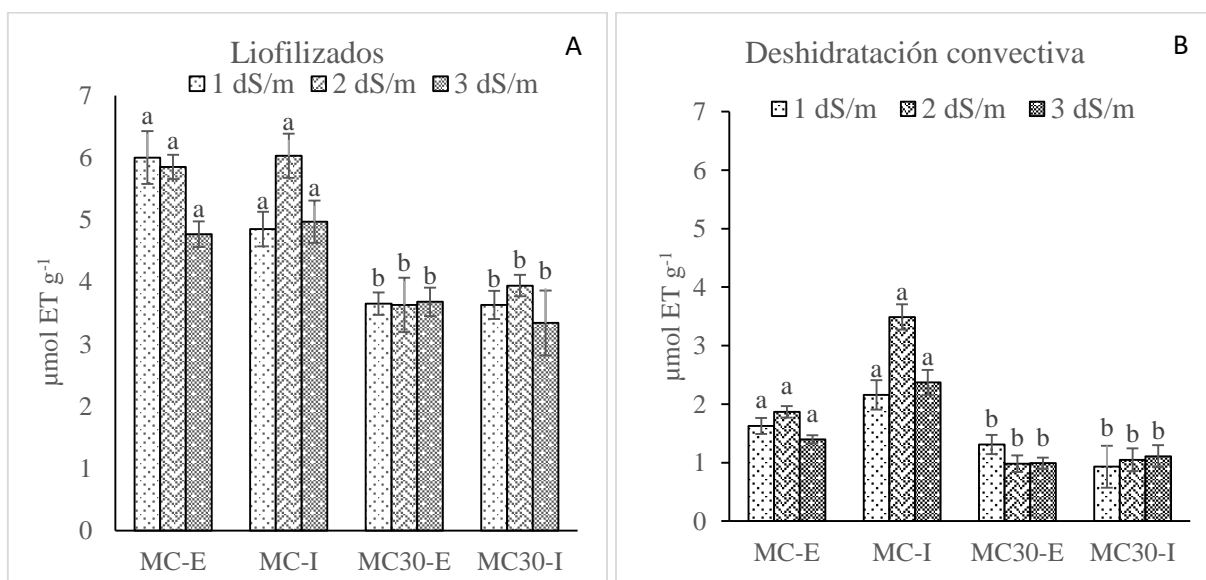 Liofilizados
A
1 dS/m 2 dS/m 3 dS/m
µmol ET g-1
7
6
5
4
3
2
1
0
a a a a a a b b b b b b
MC-E MC-I MC30-E MC30-I
Deshidratación convectiva
B
1 dS/m 2 dS/m 3 dS/m
µmol ET g-1
7
6
5
4
3
2
1
0
a a a a a a b b b b b b
MC-E MC-I MC30-E MC30-I